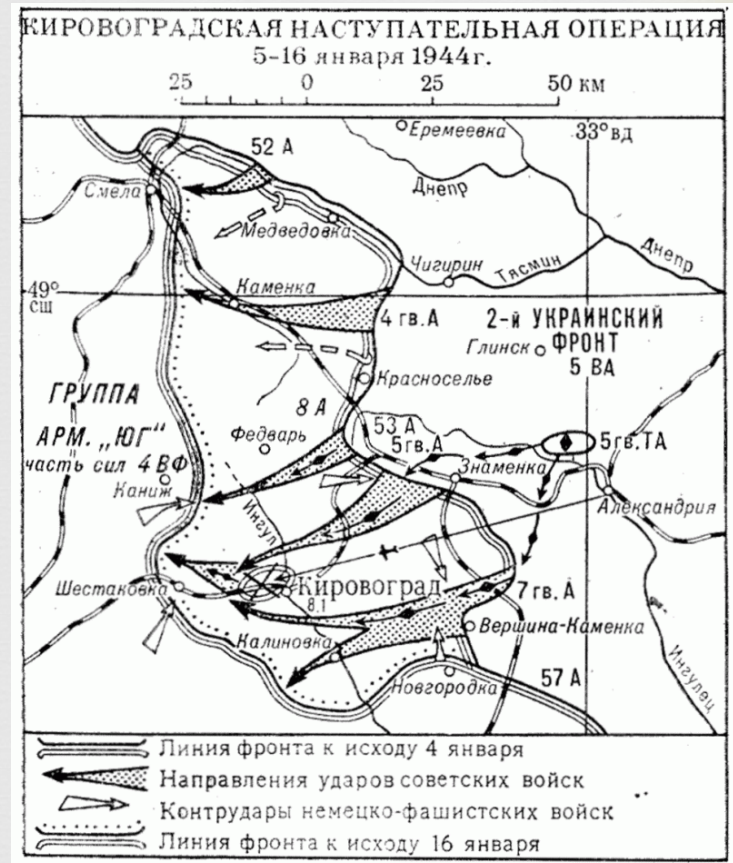 КИРОВОГРАДСКАЯ НАСТУПАТЕЛЬНАЯ ОПЕРАЦИЯ
5-16 января 1944г.
25 0 25 50 км
52 А
Еремеевка
33° вд
Смела
Днепр
Медведовка
Чигирин
Тясмин
Днепр
49°
сш
Каменка
4 гв. А
2-й УКРАИНСКИЙ
ФРОНТ
Глинск
5 ВА
Красноселье
ГРУППА
АРМ. „ЮГ"
часть сил 4 ВФ
8 А
53 А
5гв. А
5гв. ТА
Федварь
Знаменка
Каниж
Александрия
Ингул
Шестаковка
Кировоград
8.1
7 гв. А
Калиновка
Вершина-Каменка
Новгородка
57 А
Ингулец
Линия фронта к исходу 4 января
Направления ударов советских войск
Контрудары немецко-фашистских войск
Линия фронта к исходу 16 января